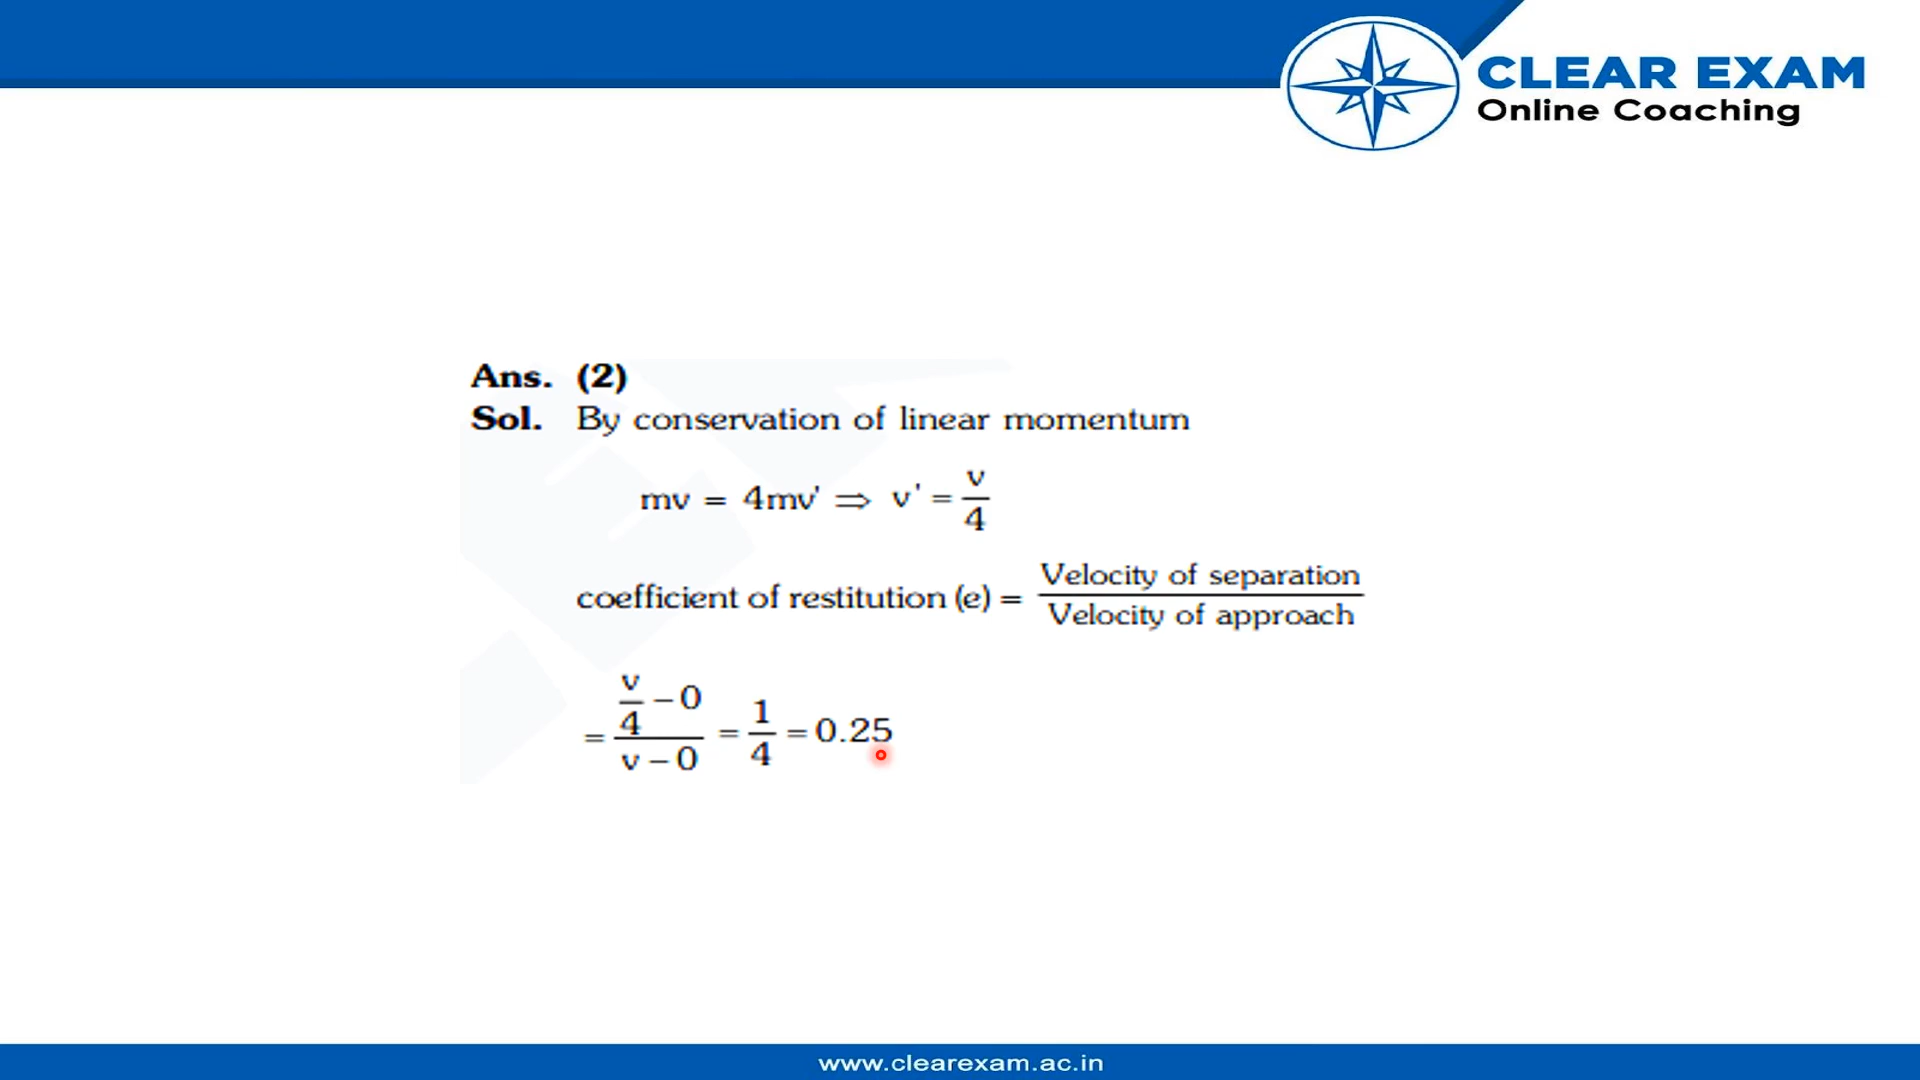 CLEAR EXAM
Online Coaching
Ans. (2)
Sol. By conservation of linear momentum
mv = 4mv' ⇒ v' = v/4
coefficient of restitution (e) = Velocity of separation / Velocity of approach
= (v/4 − 0)/(v − 0) = 1/4 = 0.25
www.clearexam.ac.in